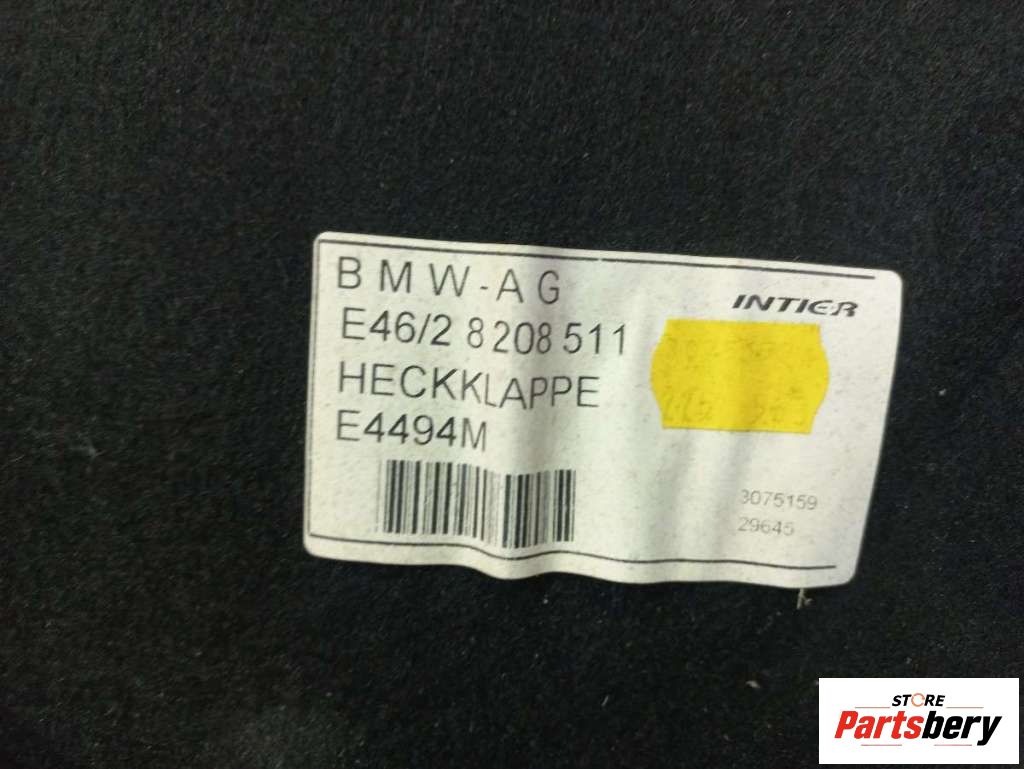 BMW-AG
INTIER
E46/2 8208 511
HECKKLAPPE
E4494M
3075159
29645
STORE
Partsbery